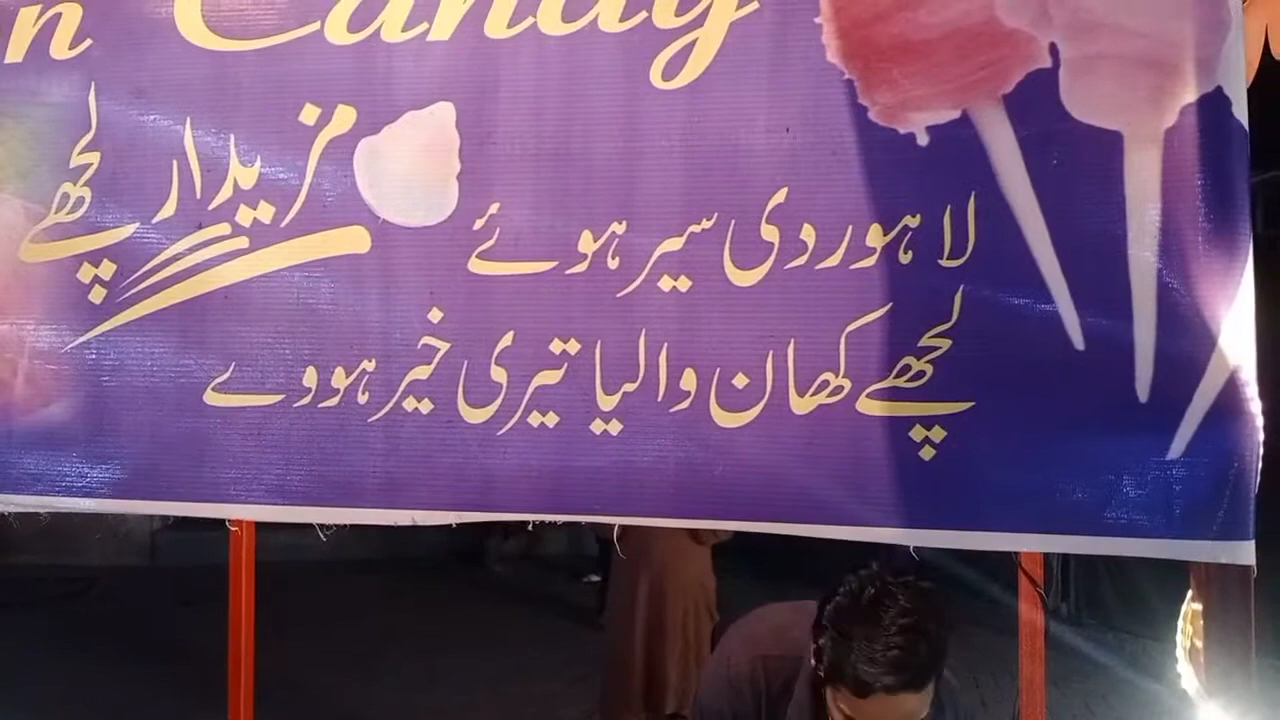 n Candy
مزیدار لچھے
لاہور دی سیر ہوئے
لچھے کھان والیا تیری خیر ہووے